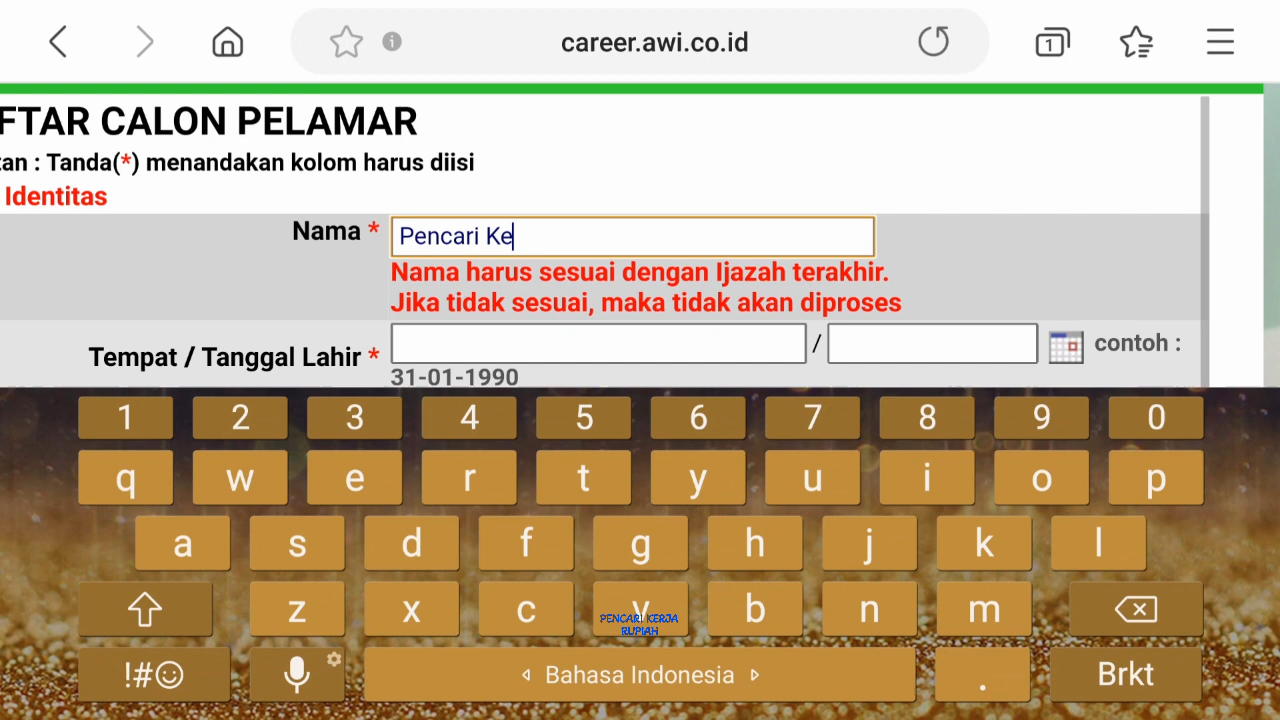 1
career.awi.co.id
FTAR CALON PELAMAR
tan : Tanda(*) menandakan kolom harus diisi
Identitas
Nama * Pencari Ke
Nama harus sesuai dengan Ijazah terakhir.
Jika tidak sesuai, maka tidak akan diproses
Tempat / Tanggal Lahir * / contoh :
31-01-1990
1 2 3 4 5 6 7 8 9 0
q w e r t y u i o p
a s d f g h j k l
z x c v b n m
PENCARI KERJA
RUPIAH
!#☺ Bahasa Indonesia . Brkt